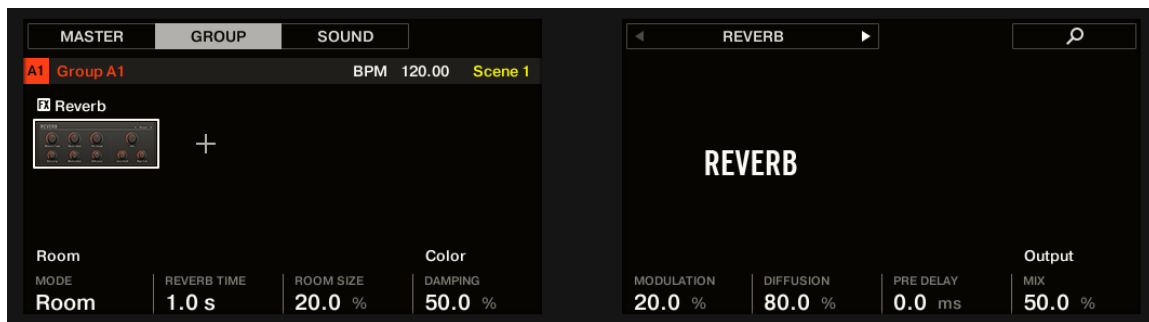 MASTER GROUP SOUND
A1 Group A1 BPM 120.00 Scene 1
FX Reverb
REVERB
Room Color
MODE REVERB TIME ROOM SIZE DAMPING
Room 1.0 s 20.0 % 50.0 %
REVERB
REVERB
Output
MODULATION DIFFUSION PRE DELAY MIX
20.0 % 80.0 % 0.0 ms 50.0 %